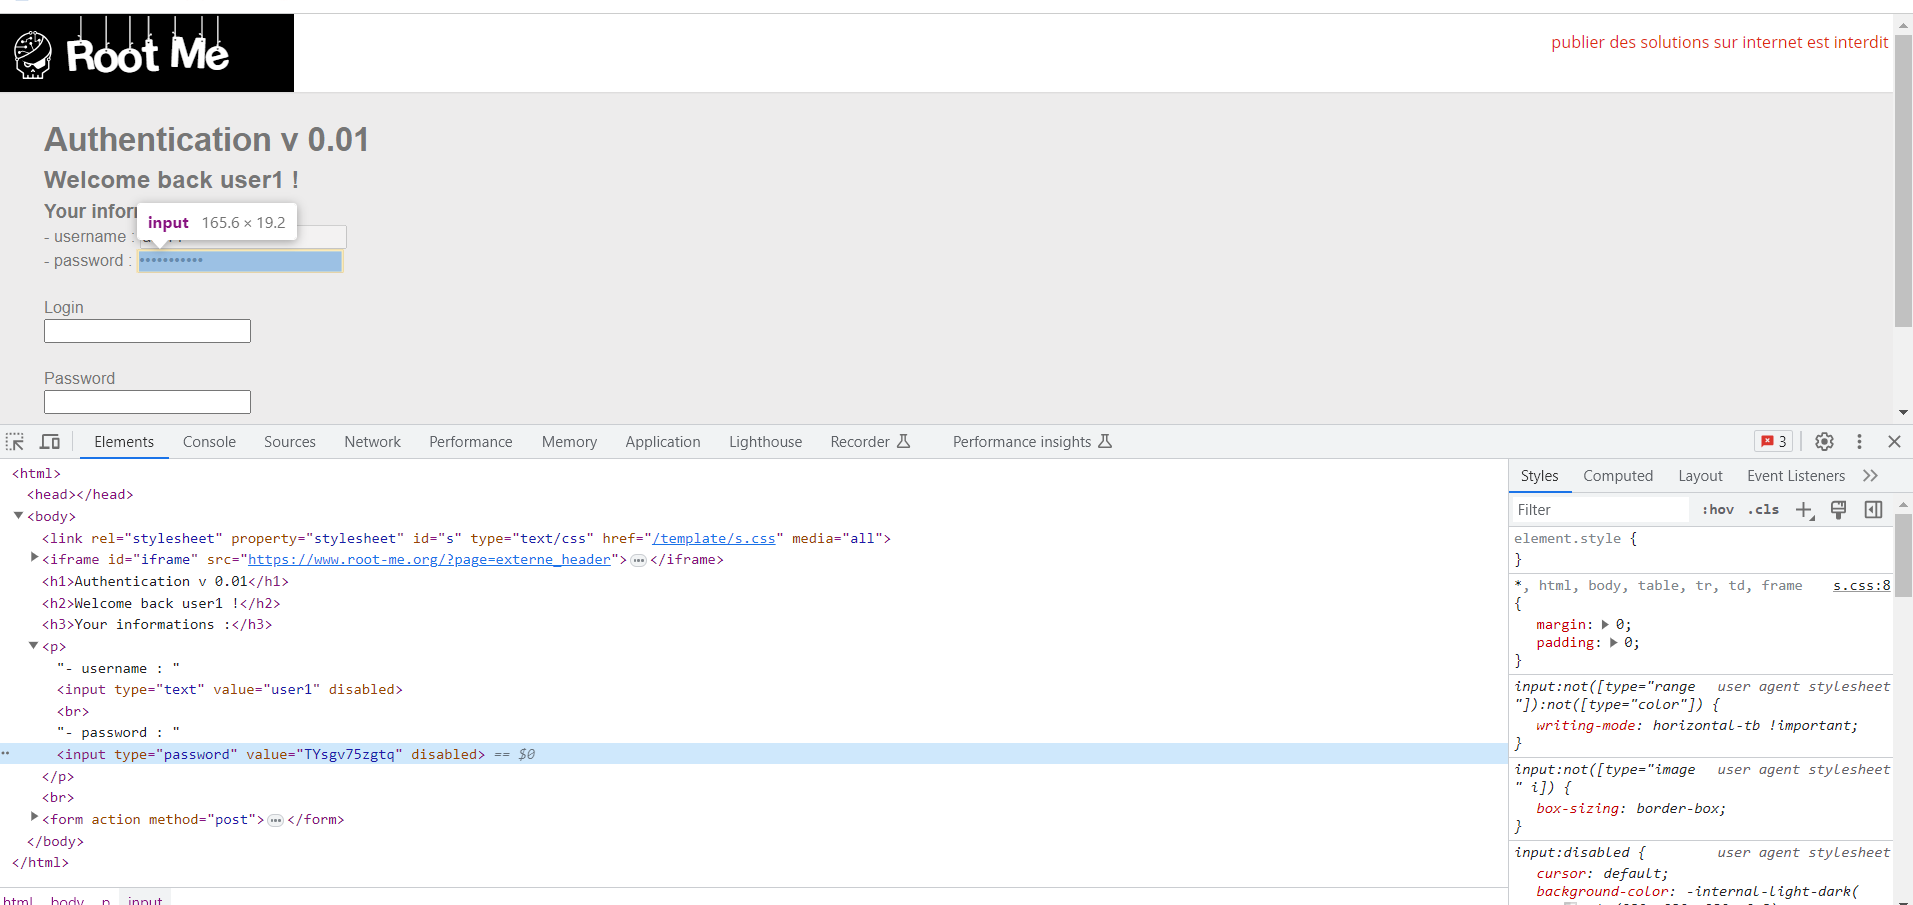 Root Me
publier des solutions sur internet est interdit
Authentication v 0.01
Welcome back user1 !
Your infor
input 165.6 × 19.2
- username :
- password : •••••••••••
Login
Password
Elements Console Sources Network Performance Memory Application Lighthouse Recorder Performance insights 3
<html>
<head></head>
<body>
<link rel="stylesheet" property="stylesheet" id="s" type="text/css" href="/template/s.css" media="all">
<iframe id="iframe" src="https://www.root-me.org/?page=externe_header">…</iframe>
<h1>Authentication v 0.01</h1>
<h2>Welcome back user1 !</h2>
<h3>Your informations :</h3>
<p>
"- username : "
<input type="text" value="user1" disabled>
<br>
"- password : "
<input type="password" value="TYsgv75zgtq" disabled> == $0
</p>
<br>
<form action method="post">…</form>
</body>
</html>
html body p input
Styles Computed Layout Event Listeners
Filter :hov .cls
element.style {
}
*, html, body, table, tr, td, frame s.css:8
{
margin: 0;
padding: 0;
}
input:not([type="range user agent stylesheet
"]):not([type="color"]) {
writing-mode: horizontal-tb !important;
}
input:not([type="image user agent stylesheet
" i]) {
box-sizing: border-box;
}
input:disabled { user agent stylesheet
cursor: default;
background-color: -internal-light-dark(